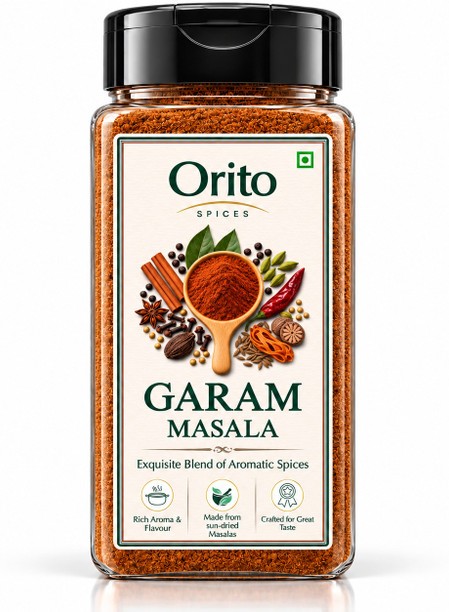 Orito
SPICES
GARAM
MASALA
Exquisite Blend of Aromatic Spices
Rich Aroma &
Flavour
Made from
sun-dried
Masalas
Crafted for Great
Taste